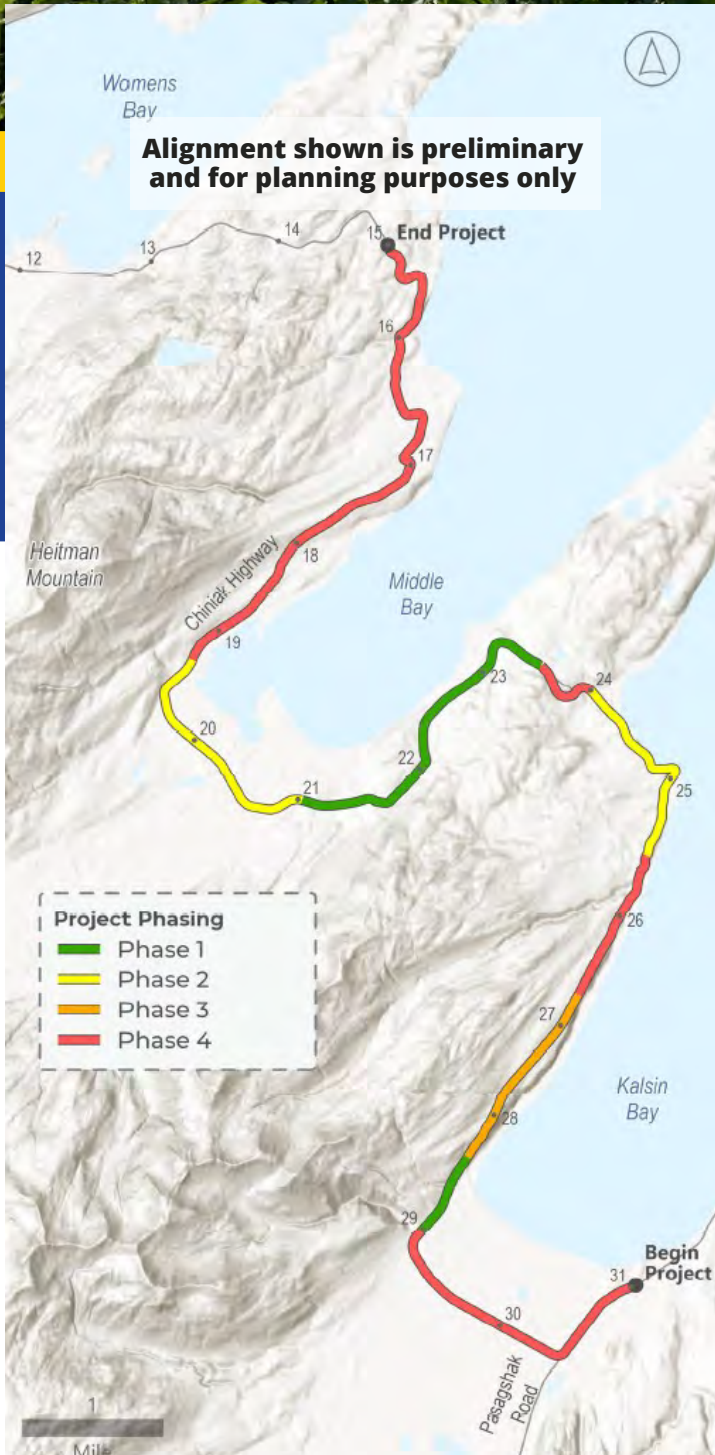 Womens
Bay
Alignment shown is preliminary
and for planning purposes only
12
13
14
15
End Project
16
17
18
Chiniak Highway
Heitman
Mountain
Middle
Bay
19
20
21
22
23
24
25
26
27
28
29
30
31
Project Phasing
Phase 1
Phase 2
Phase 3
Phase 4
Kalsin
Bay
Begin
Project
Pasagshak
Road
1
Mile